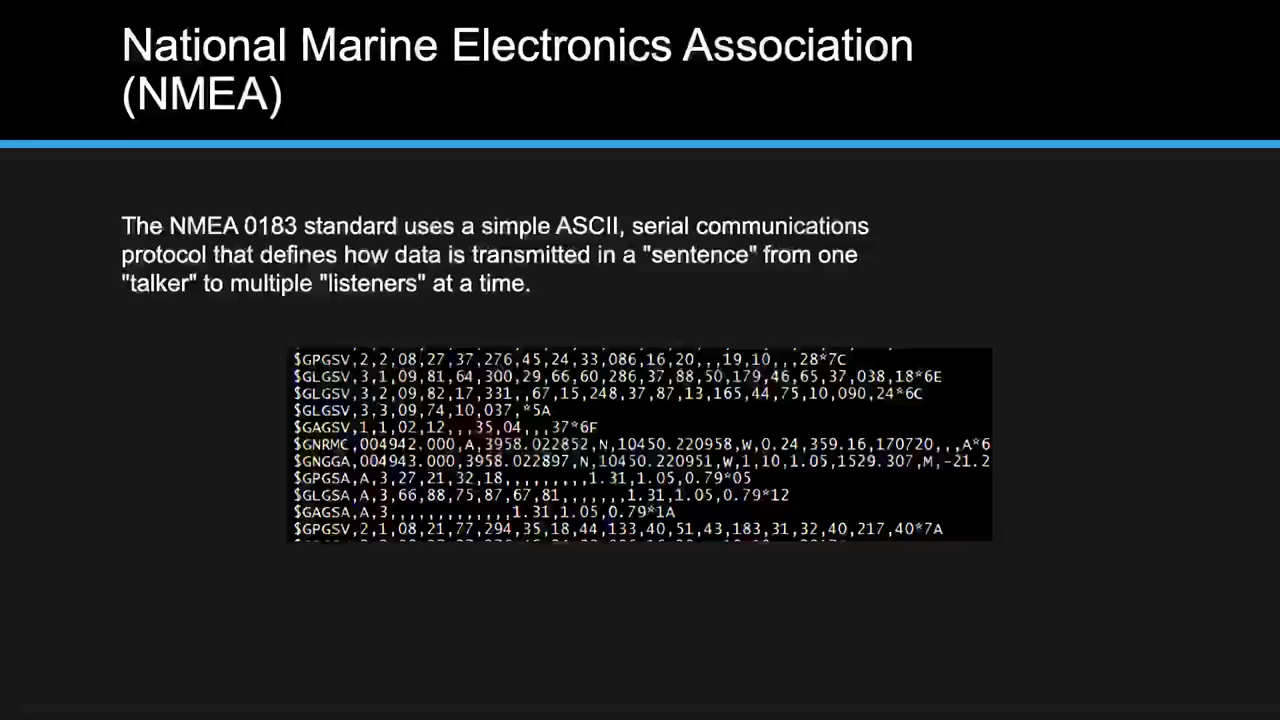 National Marine Electronics Association
(NMEA)
The NMEA 0183 standard uses a simple ASCII, serial communications
protocol that defines how data is transmitted in a "sentence" from one
"talker" to multiple "listeners" at a time.
$GPGSV,2,2,08,27,37,276,45,24,33,086,16,20,,,19,10,,,28*7C
$GLGSV,3,1,09,81,64,300,29,66,60,286,37,88,50,179,46,65,37,038,18*6E
$GLGSV,3,2,09,82,17,331,,67,15,248,37,87,13,165,44,75,10,090,24*6C
$GLGSV,3,3,09,74,10,037,*5A
$GAGSV,1,1,02,12,,,35,04,,,37*6F
$GNRMC,004942.000,A,3958.022852,N,10450.220958,W,0.24,359.16,170720,,,A*6
$GNGGA,004943.000,3958.022897,N,10450.220951,W,1,10,1.05,1529.307,M,-21.2
$GPGSA,A,3,27,21,32,18,,,,,,,,,1.31,1.05,0.79*05
$GLGSA,A,3,66,88,75,87,67,81,,,,,,,1.31,1.05,0.79*12
$GAGSA,A,3,,,,,,,,,,,,,1.31,1.05,0.79*1A
$GPGSV,2,1,08,21,77,294,35,18,44,133,40,51,43,183,31,32,40,217,40*7A